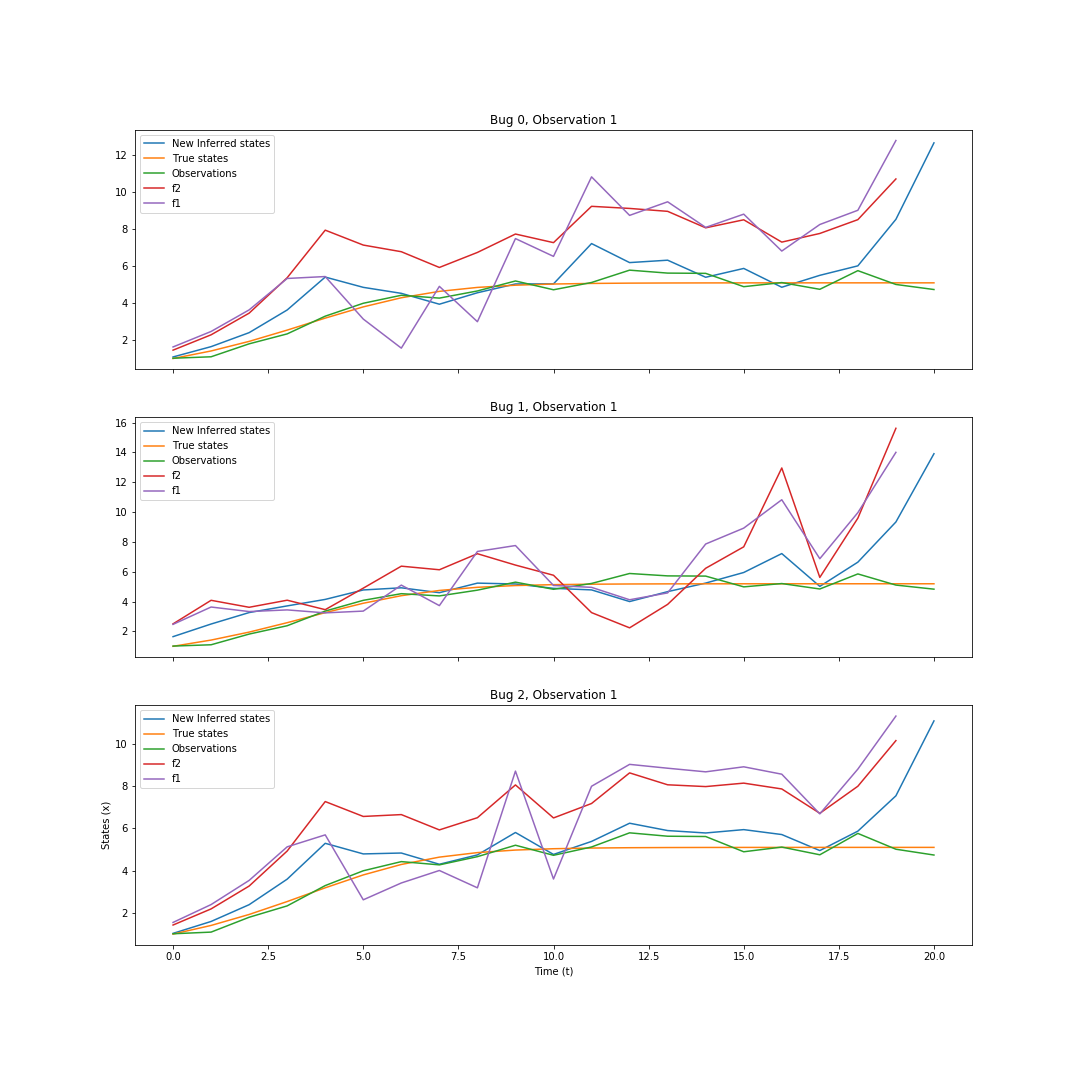 Bug 0, Observation 1
New Inferred states
True states
Observations
f2
f1
12
10
8
6
4
2
Bug 1, Observation 1
New Inferred states
True states
Observations
f2
f1
16
14
12
10
8
6
4
2
Bug 2, Observation 1
New Inferred states
True states
Observations
f2
f1
10
8
6
4
2
States (x)
0.0 2.5 5.0 7.5 10.0 12.5 15.0 17.5 20.0
Time (t)